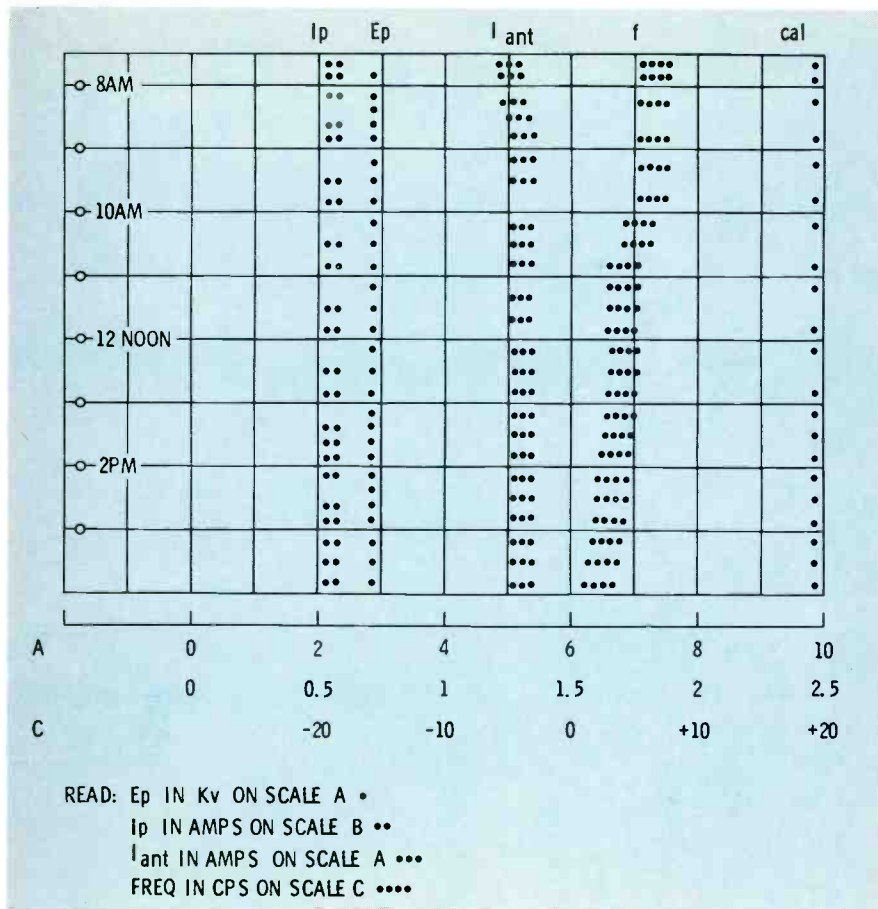 Ip Ep I ant f cal
8AM
10AM
12 NOON
2PM
A 0 2 4 6 8 10
0 0.5 1 1.5 2 2.5
C -20 -10 0 +10 +20
READ: Ep IN Kv ON SCALE A •
Ip IN AMPS ON SCALE B ••
I ant IN AMPS ON SCALE A •••
FREQ IN CPS ON SCALE C ••••